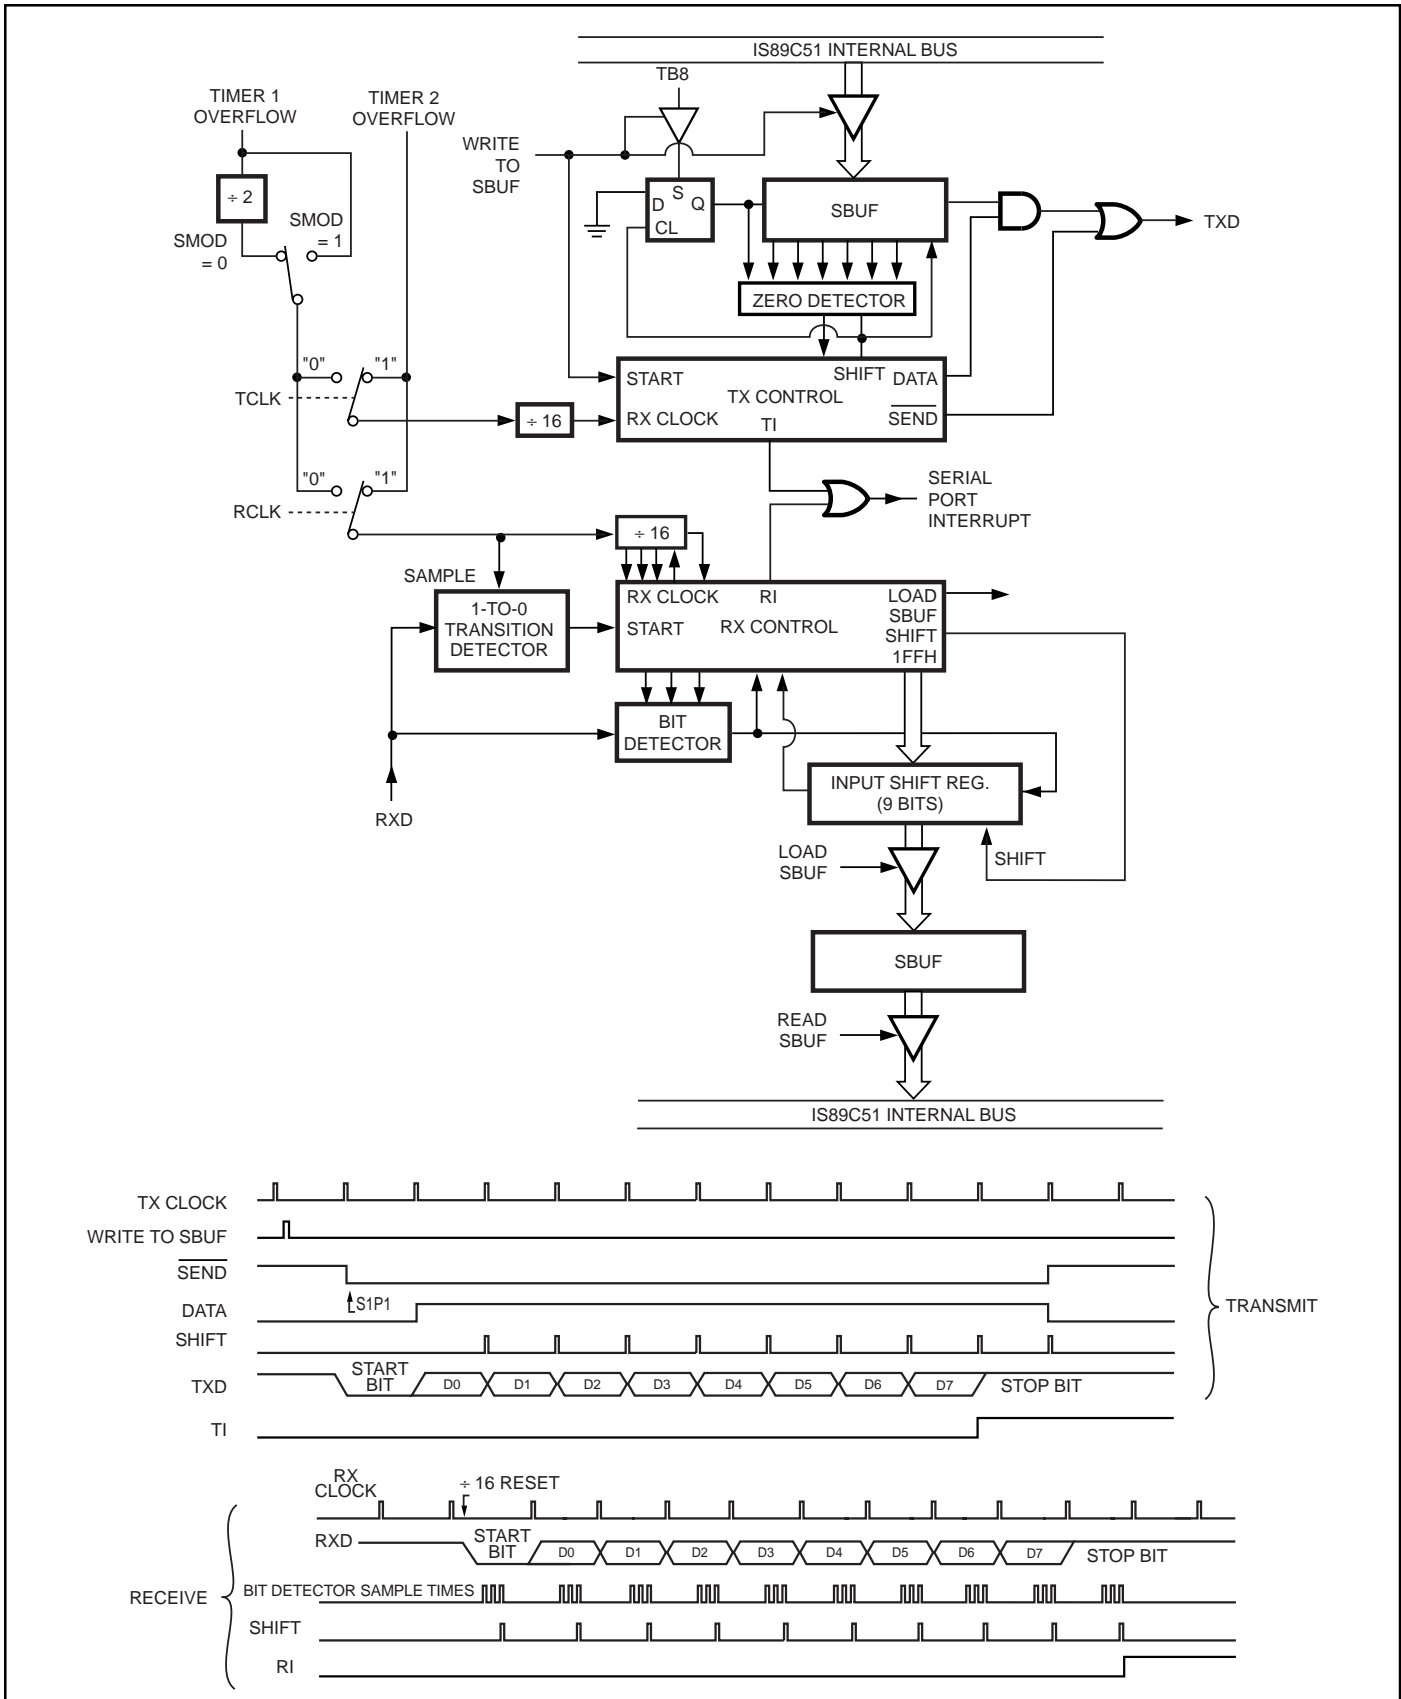 IS89C51 INTERNAL BUS
TB8
TIMER 1
OVERFLOW
TIMER 2
OVERFLOW
WRITE
TO
SBUF
÷ 2
SMOD
= 1
SMOD
= 0
S
D
Q
CL
SBUF
TXD
ZERO DETECTOR
"0"
"1"
TCLK
START
SHIFT
DATA
TX CONTROL
RX CLOCK
TI
SEND
÷ 16
"0"
"1"
RCLK
SERIAL
PORT
INTERRUPT
÷ 16
SAMPLE
1-TO-0
TRANSITION
DETECTOR
RX CLOCK
RI
LOAD
SBUF
START
RX CONTROL
SHIFT
1FFH
BIT
DETECTOR
RXD
INPUT SHIFT REG.
(9 BITS)
LOAD
SBUF
SHIFT
SBUF
READ
SBUF
IS89C51 INTERNAL BUS
TX CLOCK
WRITE TO SBUF
SEND
S1P1
DATA
TRANSMIT
SHIFT
TXD
START
BIT
D0
D1
D2
D3
D4
D5
D6
D7
STOP BIT
TI
RX
CLOCK
÷ 16 RESET
RXD
START
BIT
D0
D1
D2
D3
D4
D5
D6
D7
STOP BIT
RECEIVE
BIT DETECTOR SAMPLE TIMES
SHIFT
RI